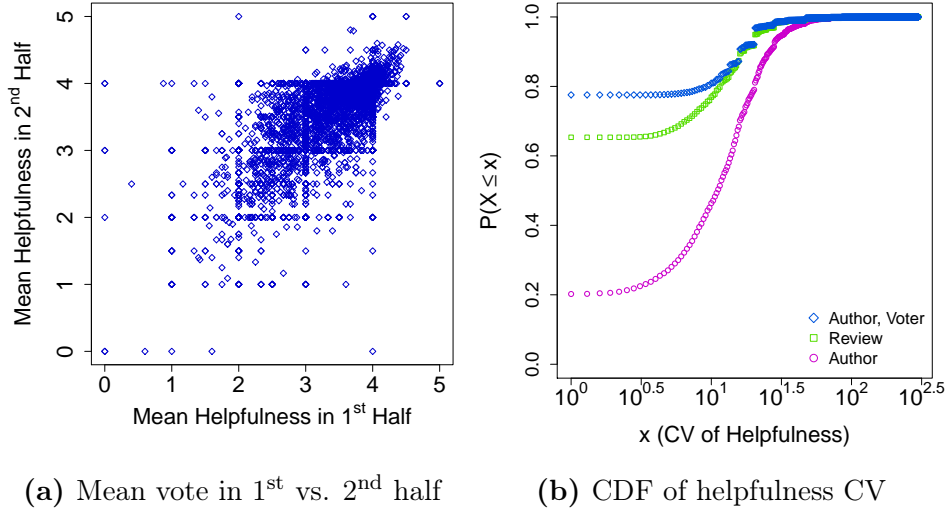 Mean Helpfulness in 2nd Half
5
4
3
2
1
0
0 1 2 3 4 5
Mean Helpfulness in 1st Half
(a) Mean vote in 1st vs. 2nd half
P(X ≤ x)
1.0
0.8
0.6
0.4
0.2
0.0
Author, Voter
Review
Author
10^0 10^0.5 10^1 10^1.5 10^2 10^2.5
x (CV of Helpfulness)
(b) CDF of helpfulness CV